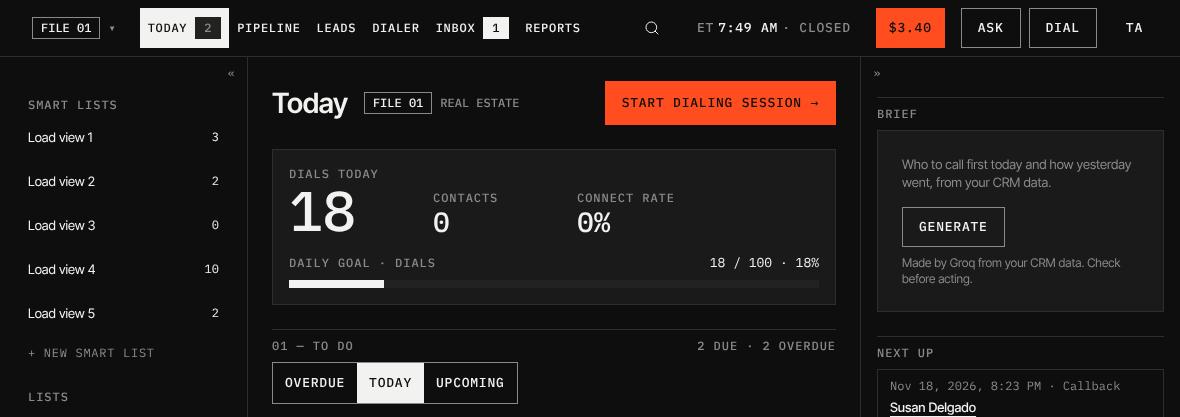 FILE 01 ▾ TODAY 2 PIPELINE LEADS DIALER INBOX 1 REPORTS ET 7:49 AM · CLOSED $3.40 ASK DIAL TA
«
SMART LISTS
Load view 1 3
Load view 2 2
Load view 3 0
Load view 4 10
Load view 5 2
+ NEW SMART LIST
LISTS
Today FILE 01 REAL ESTATE START DIALING SESSION →
DIALS TODAY
18
CONTACTS
0
CONNECT RATE
0%
DAILY GOAL · DIALS 18 / 100 · 18%
01 — TO DO 2 DUE · 2 OVERDUE
OVERDUE TODAY UPCOMING
»
BRIEF
Who to call first today and how yesterday
went, from your CRM data.
GENERATE
Made by Groq from your CRM data. Check
before acting.
NEXT UP
Nov 18, 2026, 8:23 PM · Callback
Susan Delgado